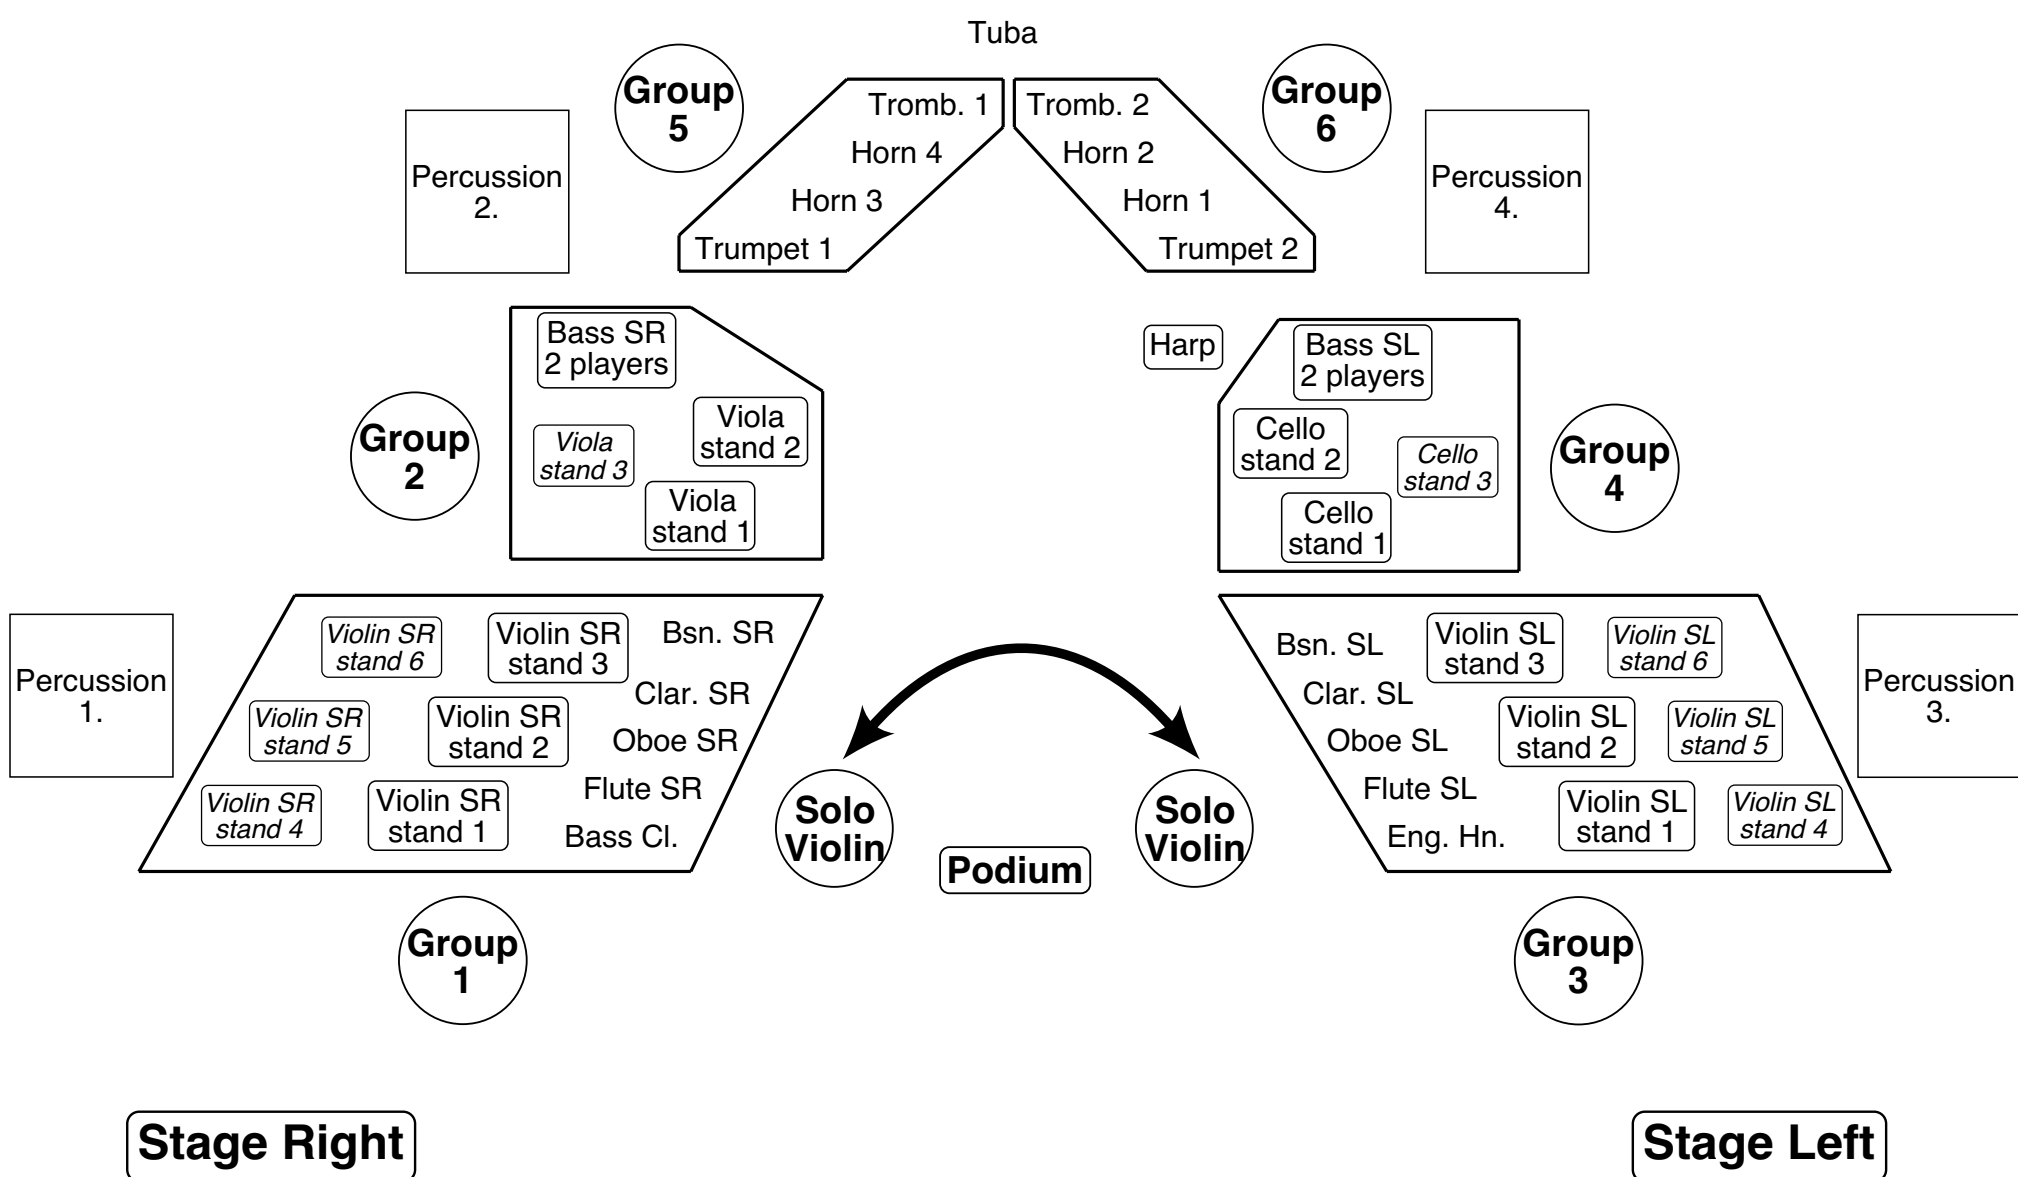 Tuba
Group
5
Tromb. 1
Horn 4
Horn 3
Trumpet 1
Tromb. 2
Horn 2
Horn 1
Trumpet 2
Group
6
Percussion
2.
Percussion
4.
Bass SR
2 players
Viola
stand 2
Viola
stand 3
Viola
stand 1
Group
2
Harp
Bass SL
2 players
Cello
stand 2
Cello
stand 3
Cello
stand 1
Group
4
Percussion
1.
Violin SR
stand 6
Violin SR
stand 3
Bsn. SR
Clar. SR
Violin SR
stand 5
Violin SR
stand 2
Oboe SR
Flute SR
Violin SR
stand 4
Violin SR
stand 1
Bass Cl.
Solo
Violin
Podium
Solo
Violin
Bsn. SL
Violin SL
stand 3
Violin SL
stand 6
Clar. SL
Oboe SL
Violin SL
stand 2
Violin SL
stand 5
Flute SL
Eng. Hn.
Violin SL
stand 1
Violin SL
stand 4
Percussion
3.
Group
1
Group
3
Stage Right
Stage Left